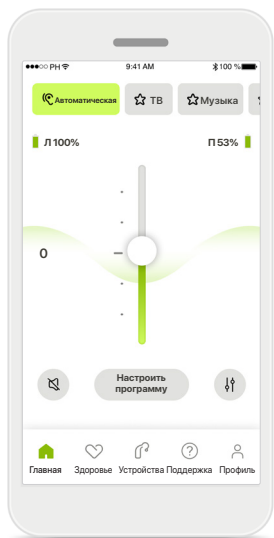 PH 9:41 AM 100 %
Автоматическая ТВ Музыка
Л 100% П 53%
0
Настроить
программу
Главная Здоровье Устройства Поддержка Профиль